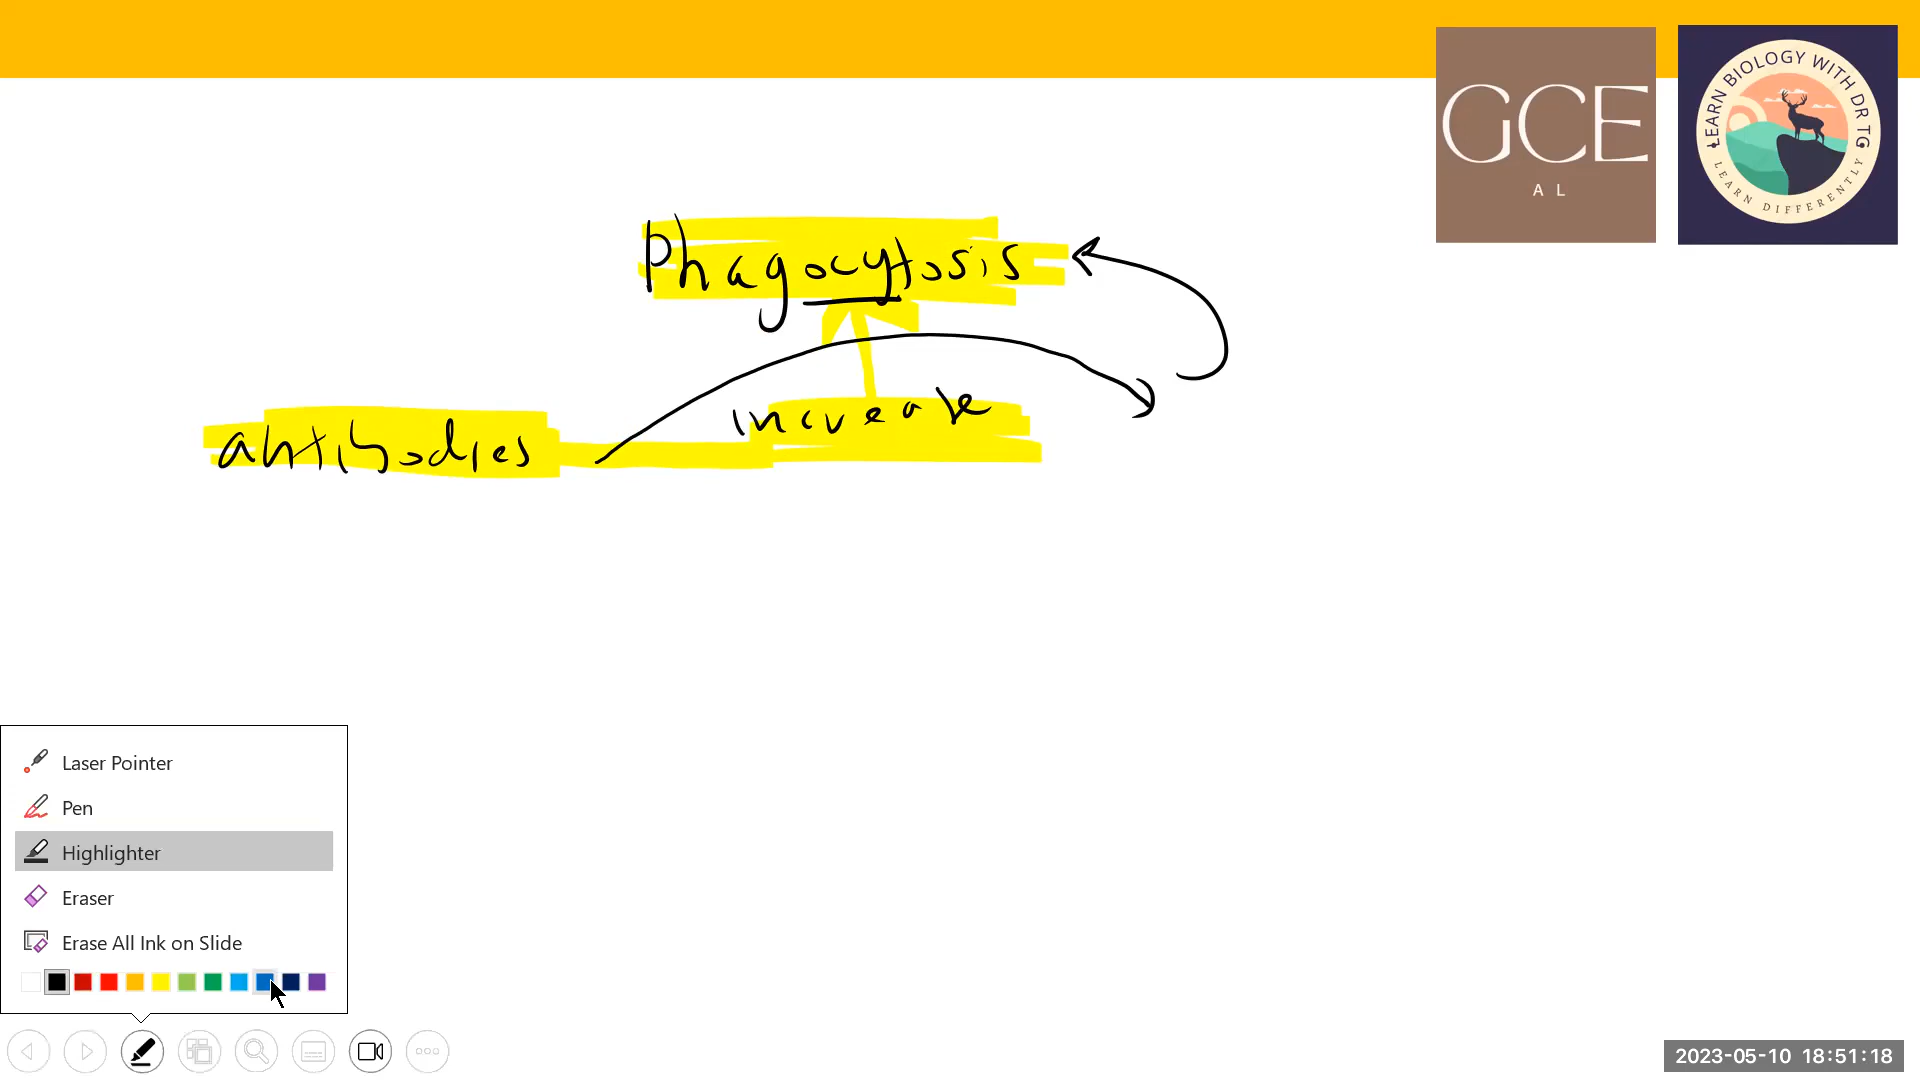 GCE
AL
LEARN BIOLOGY WITH DR TG
LEARN DIFFERENTLY
Phagocytosis
increase
antibodies
Laser Pointer
Pen
Highlighter
Eraser
Erase All Ink on Slide
2023-05-10 18:51:18